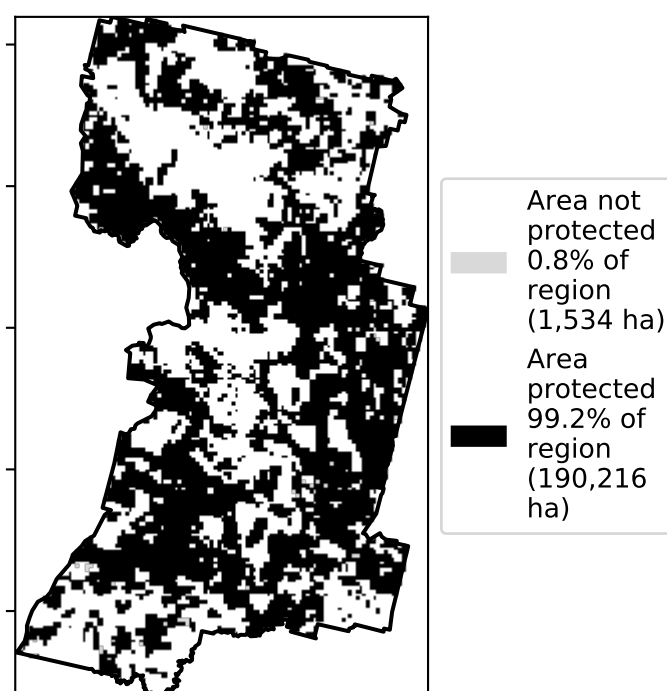 Area not
protected
0.8% of
region
(1,534 ha)
Area
protected
99.2% of
region
(190,216
ha)